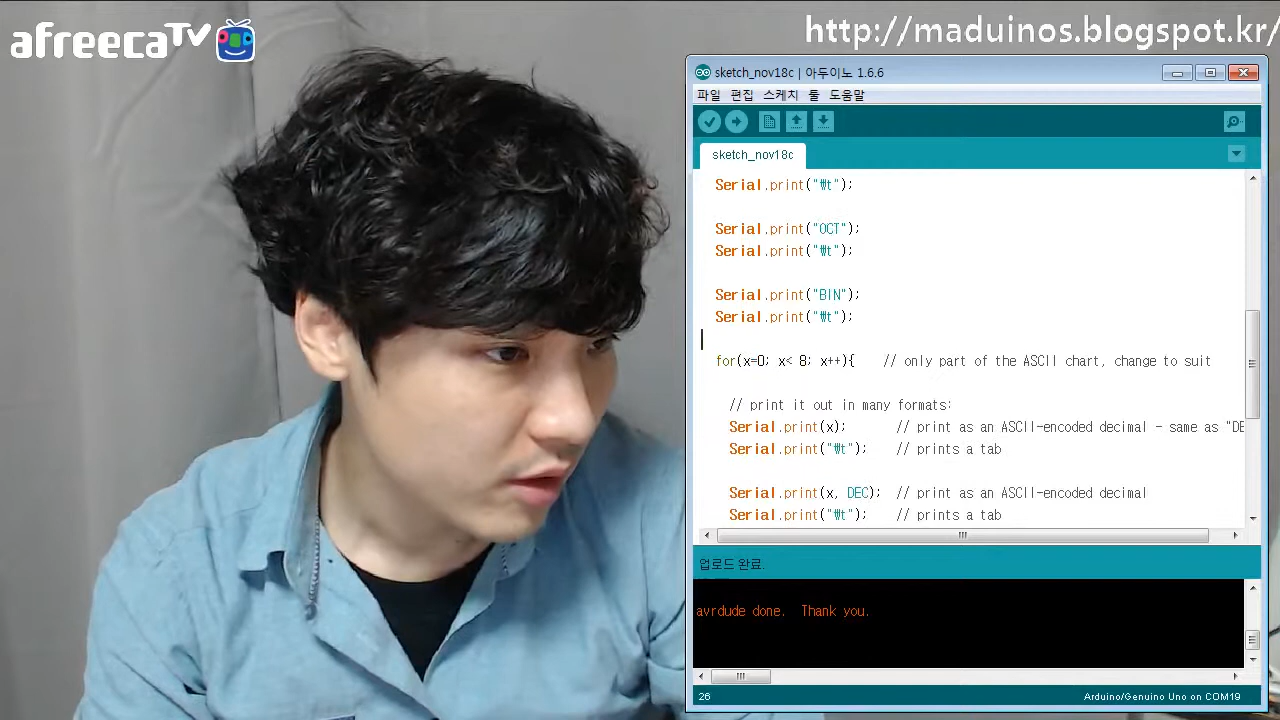 afreecaTV
http://maduinos.blogspot.kr/
sketch_nov18c | 아두이노 1.6.6
파일 편집 스케치 툴 도움말
sketch_nov18c
Serial.print("₩t");
Serial.print("OCT");
Serial.print("₩t");
Serial.print("BIN");
Serial.print("₩t");
for(x=0; x< 8; x++){ // only part of the ASCII chart, change to suit
// print it out in many formats:
Serial.print(x); // print as an ASCII-encoded decimal - same as "DE
Serial.print("₩t"); // prints a tab
Serial.print(x, DEC); // print as an ASCII-encoded decimal
Serial.print("₩t"); // prints a tab
업로드 완료.
avrdude done. Thank you.
26
Arduino/Genuino Uno on COM19